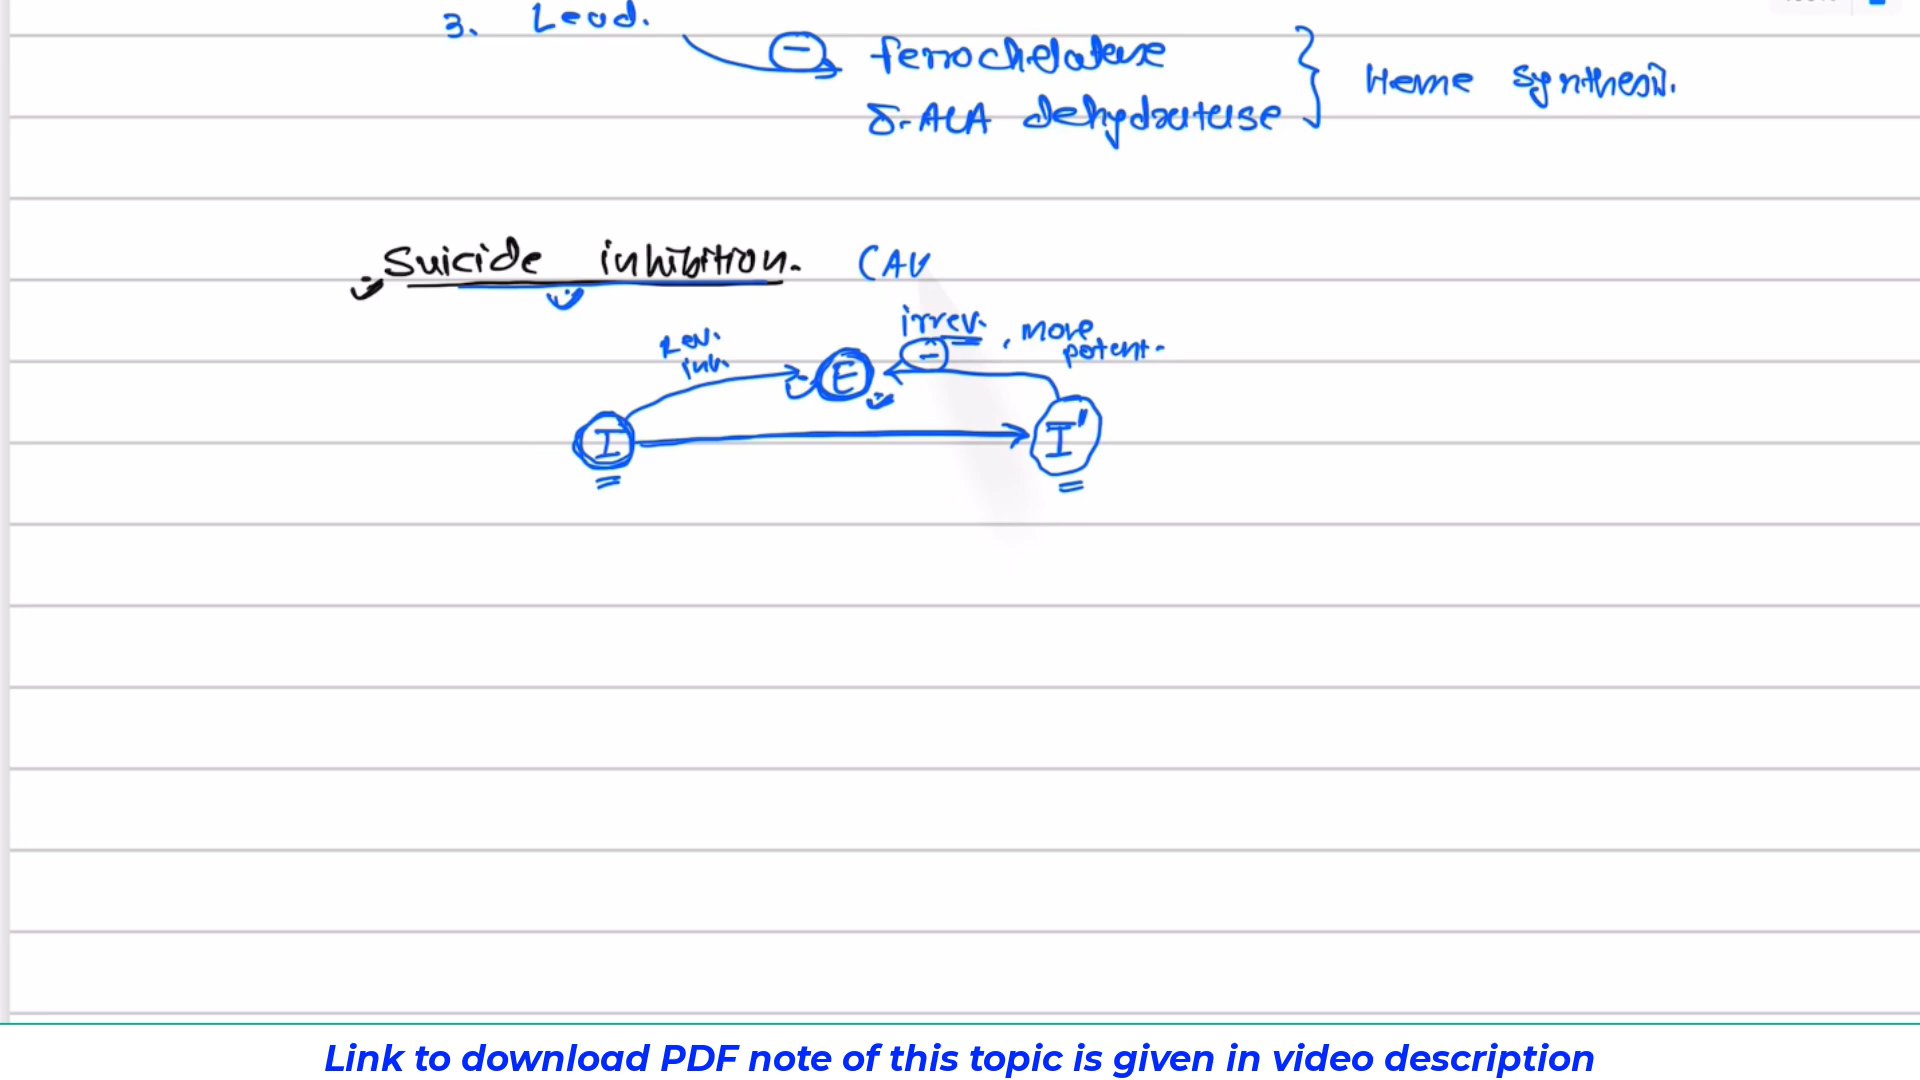 3. Lead.
⊖ ferrochelatase
δ-ALA dehydratase } Heme synthesis.
Suicide inhibition. (AU
irrev. , more potent.
Rev. inh.
E
I
I'
Link to download PDF note of this topic is given in video description